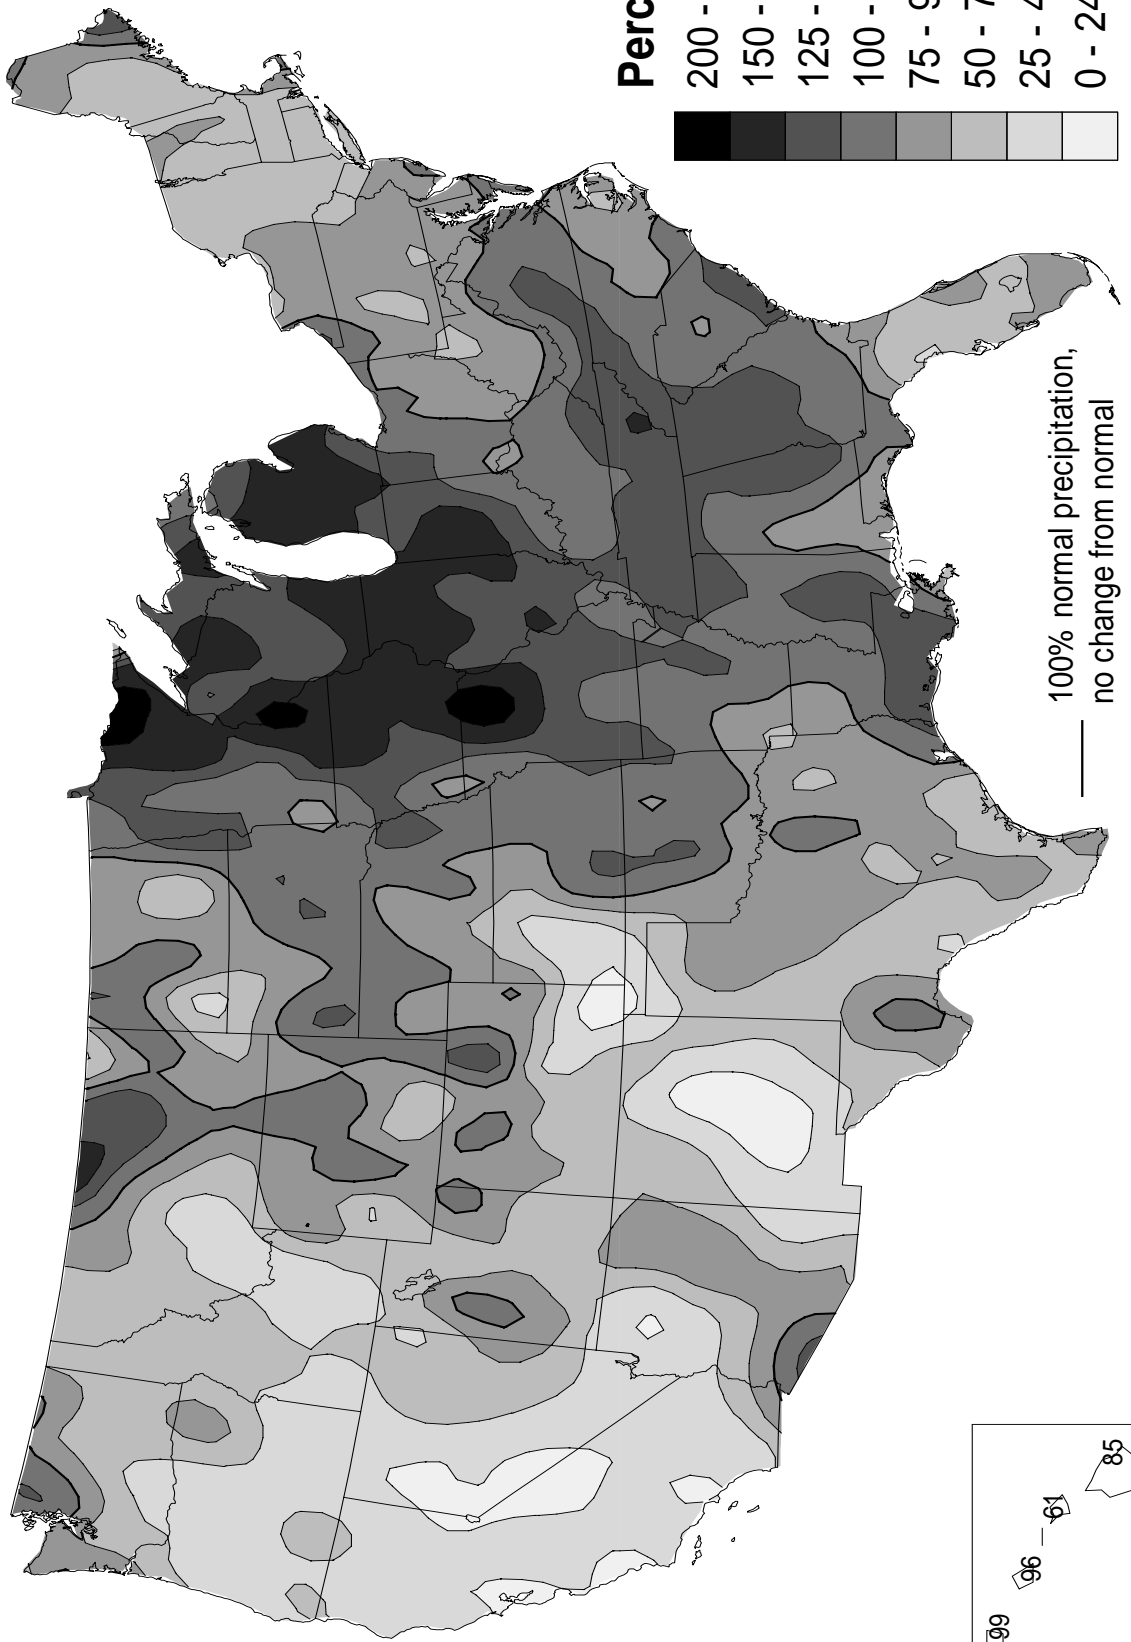 Perc
200 -
150 -
125 -
100 -
75 - 9
50 - 7
25 - 4
0 - 24
100% normal precipitation,
no change from normal
99
96
61
85